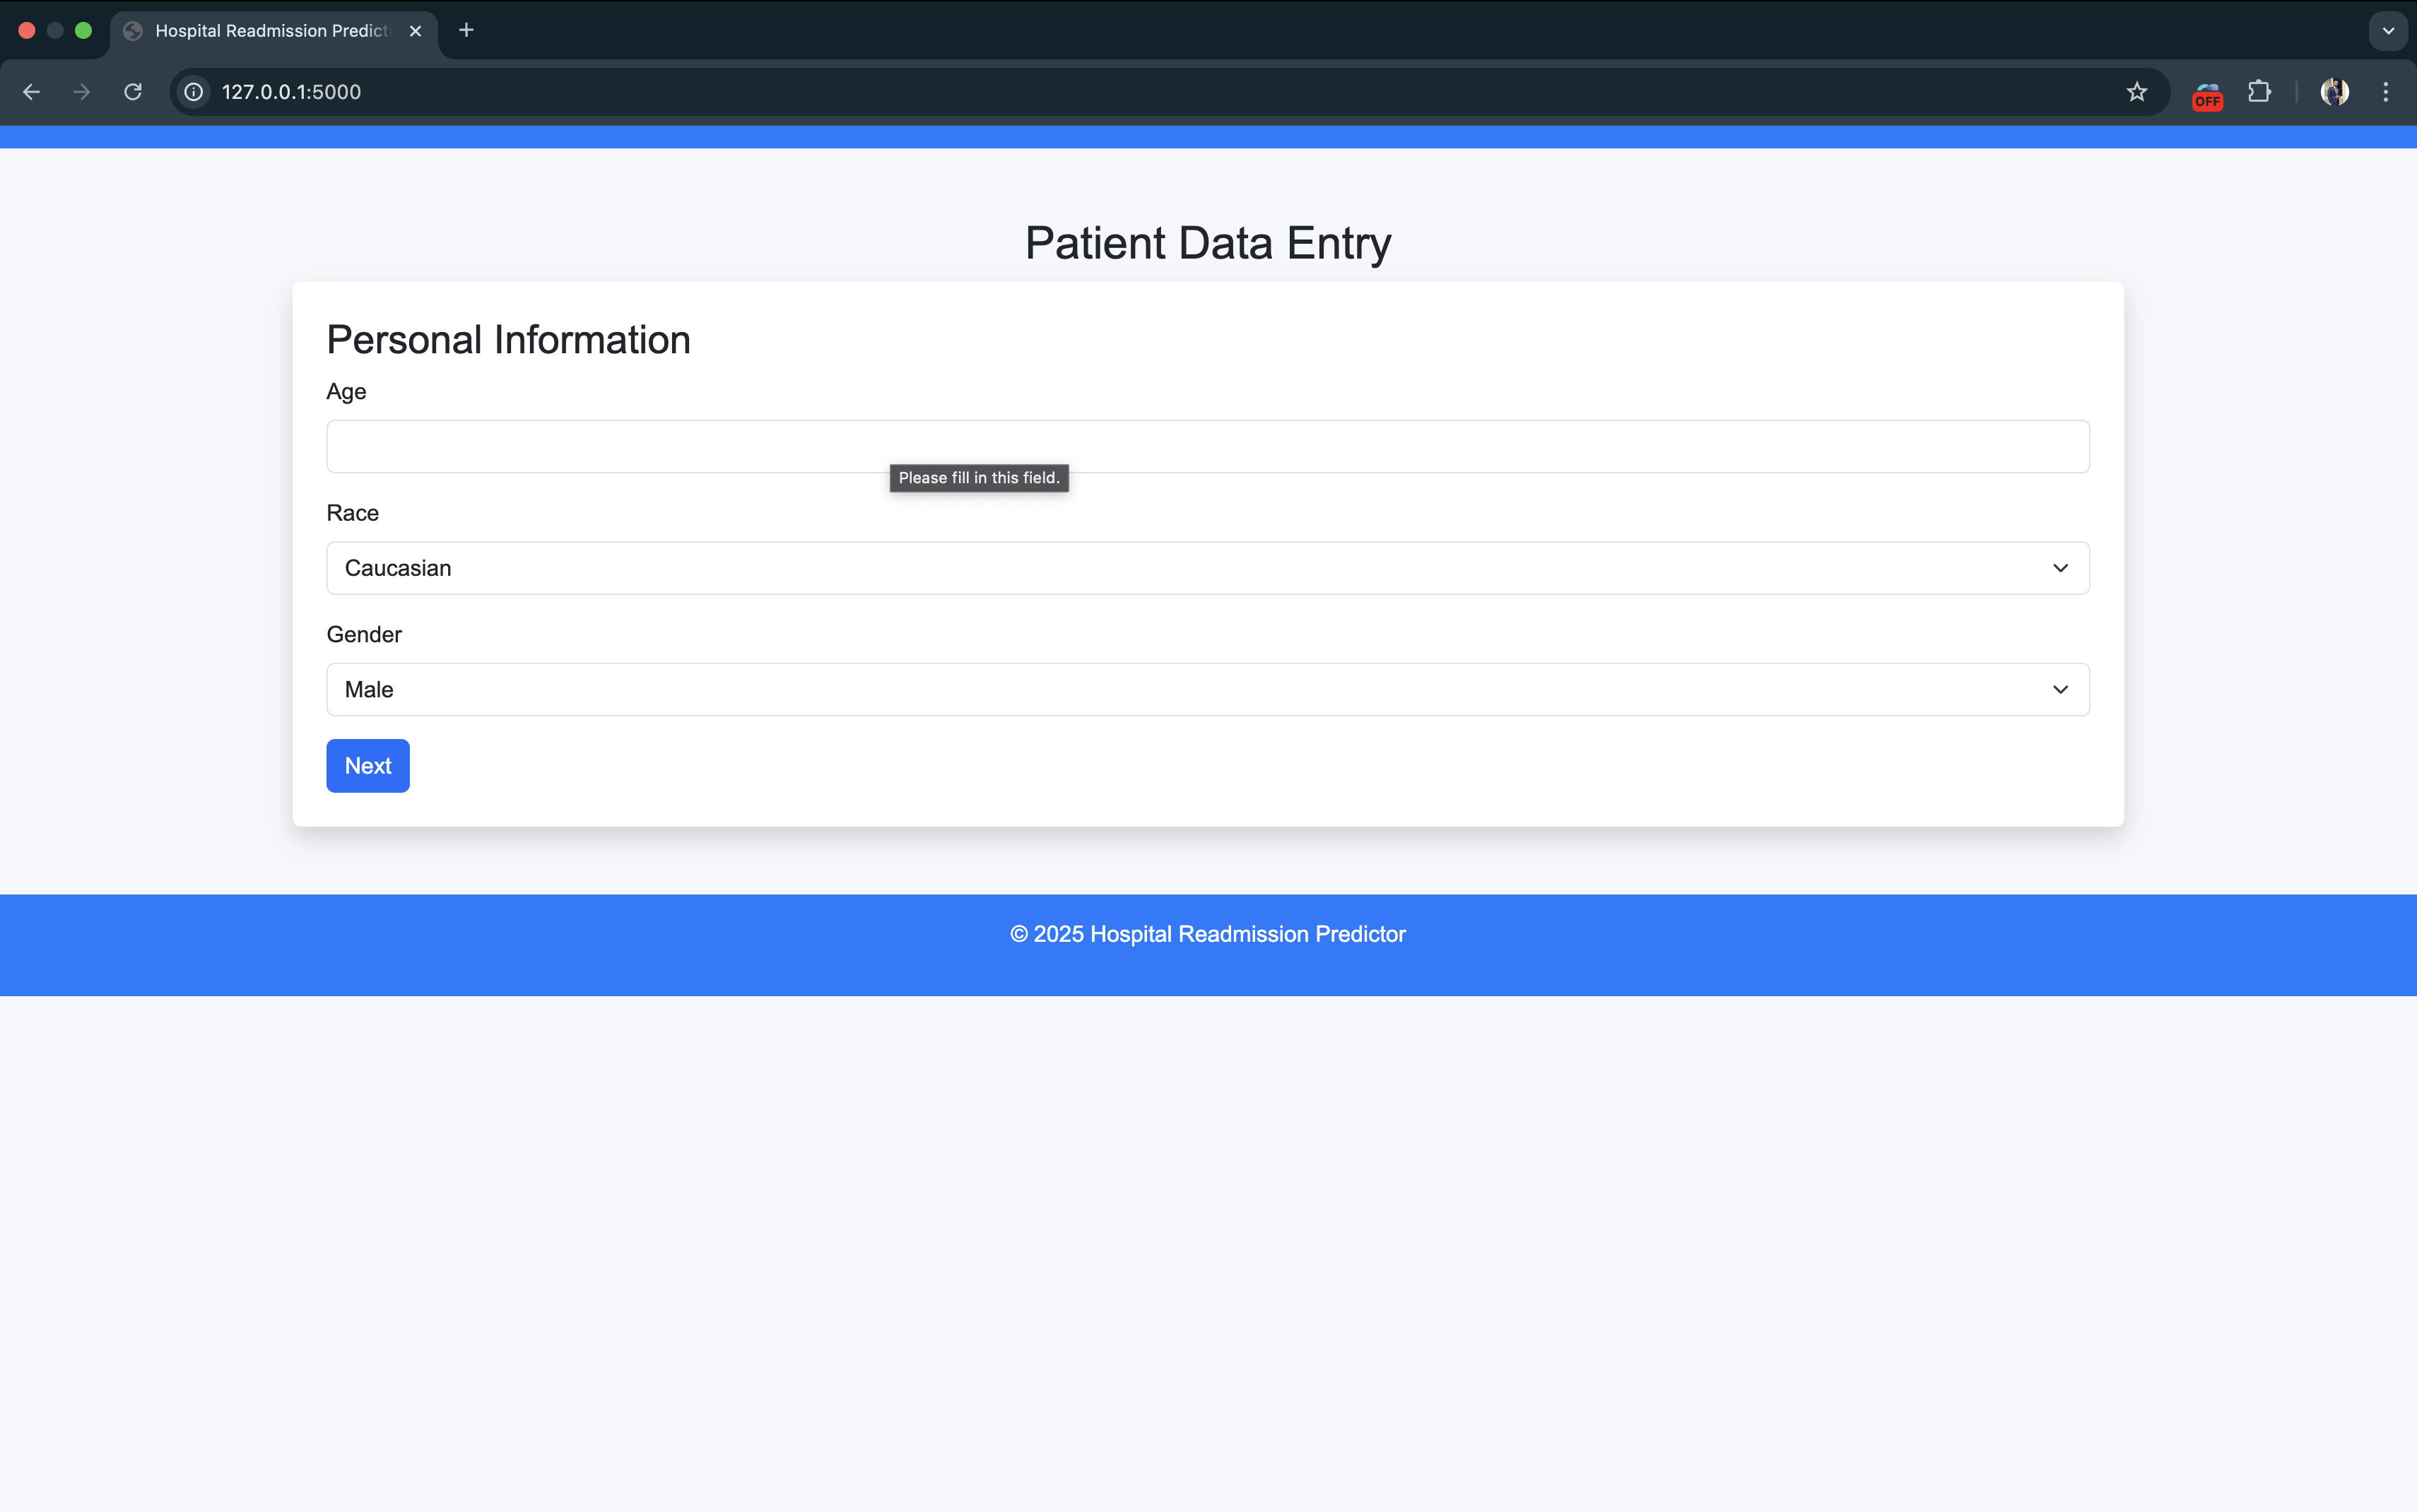 Hospital Readmission Predict
127.0.0.1:5000
OFF
Patient Data Entry
Personal Information
Age
Please fill in this field.
Race
Caucasian
Gender
Male
Next
© 2025 Hospital Readmission Predictor